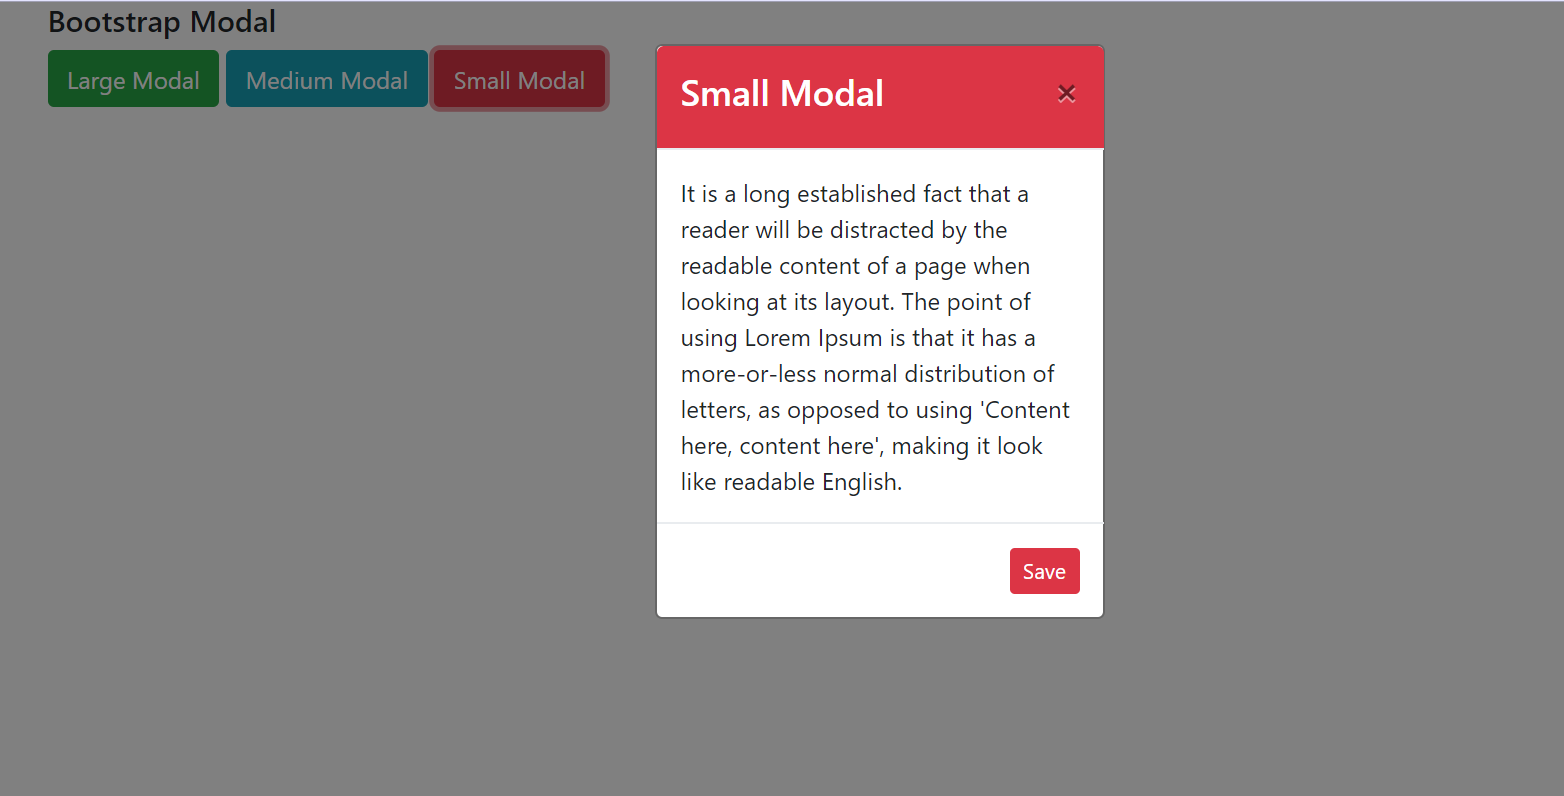 Bootstrap Modal
Large Modal Medium Modal Small Modal
Small Modal ×
It is a long established fact that a
reader will be distracted by the
readable content of a page when
looking at its layout. The point of
using Lorem Ipsum is that it has a
more-or-less normal distribution of
letters, as opposed to using 'Content
here, content here', making it look
like readable English.
Save